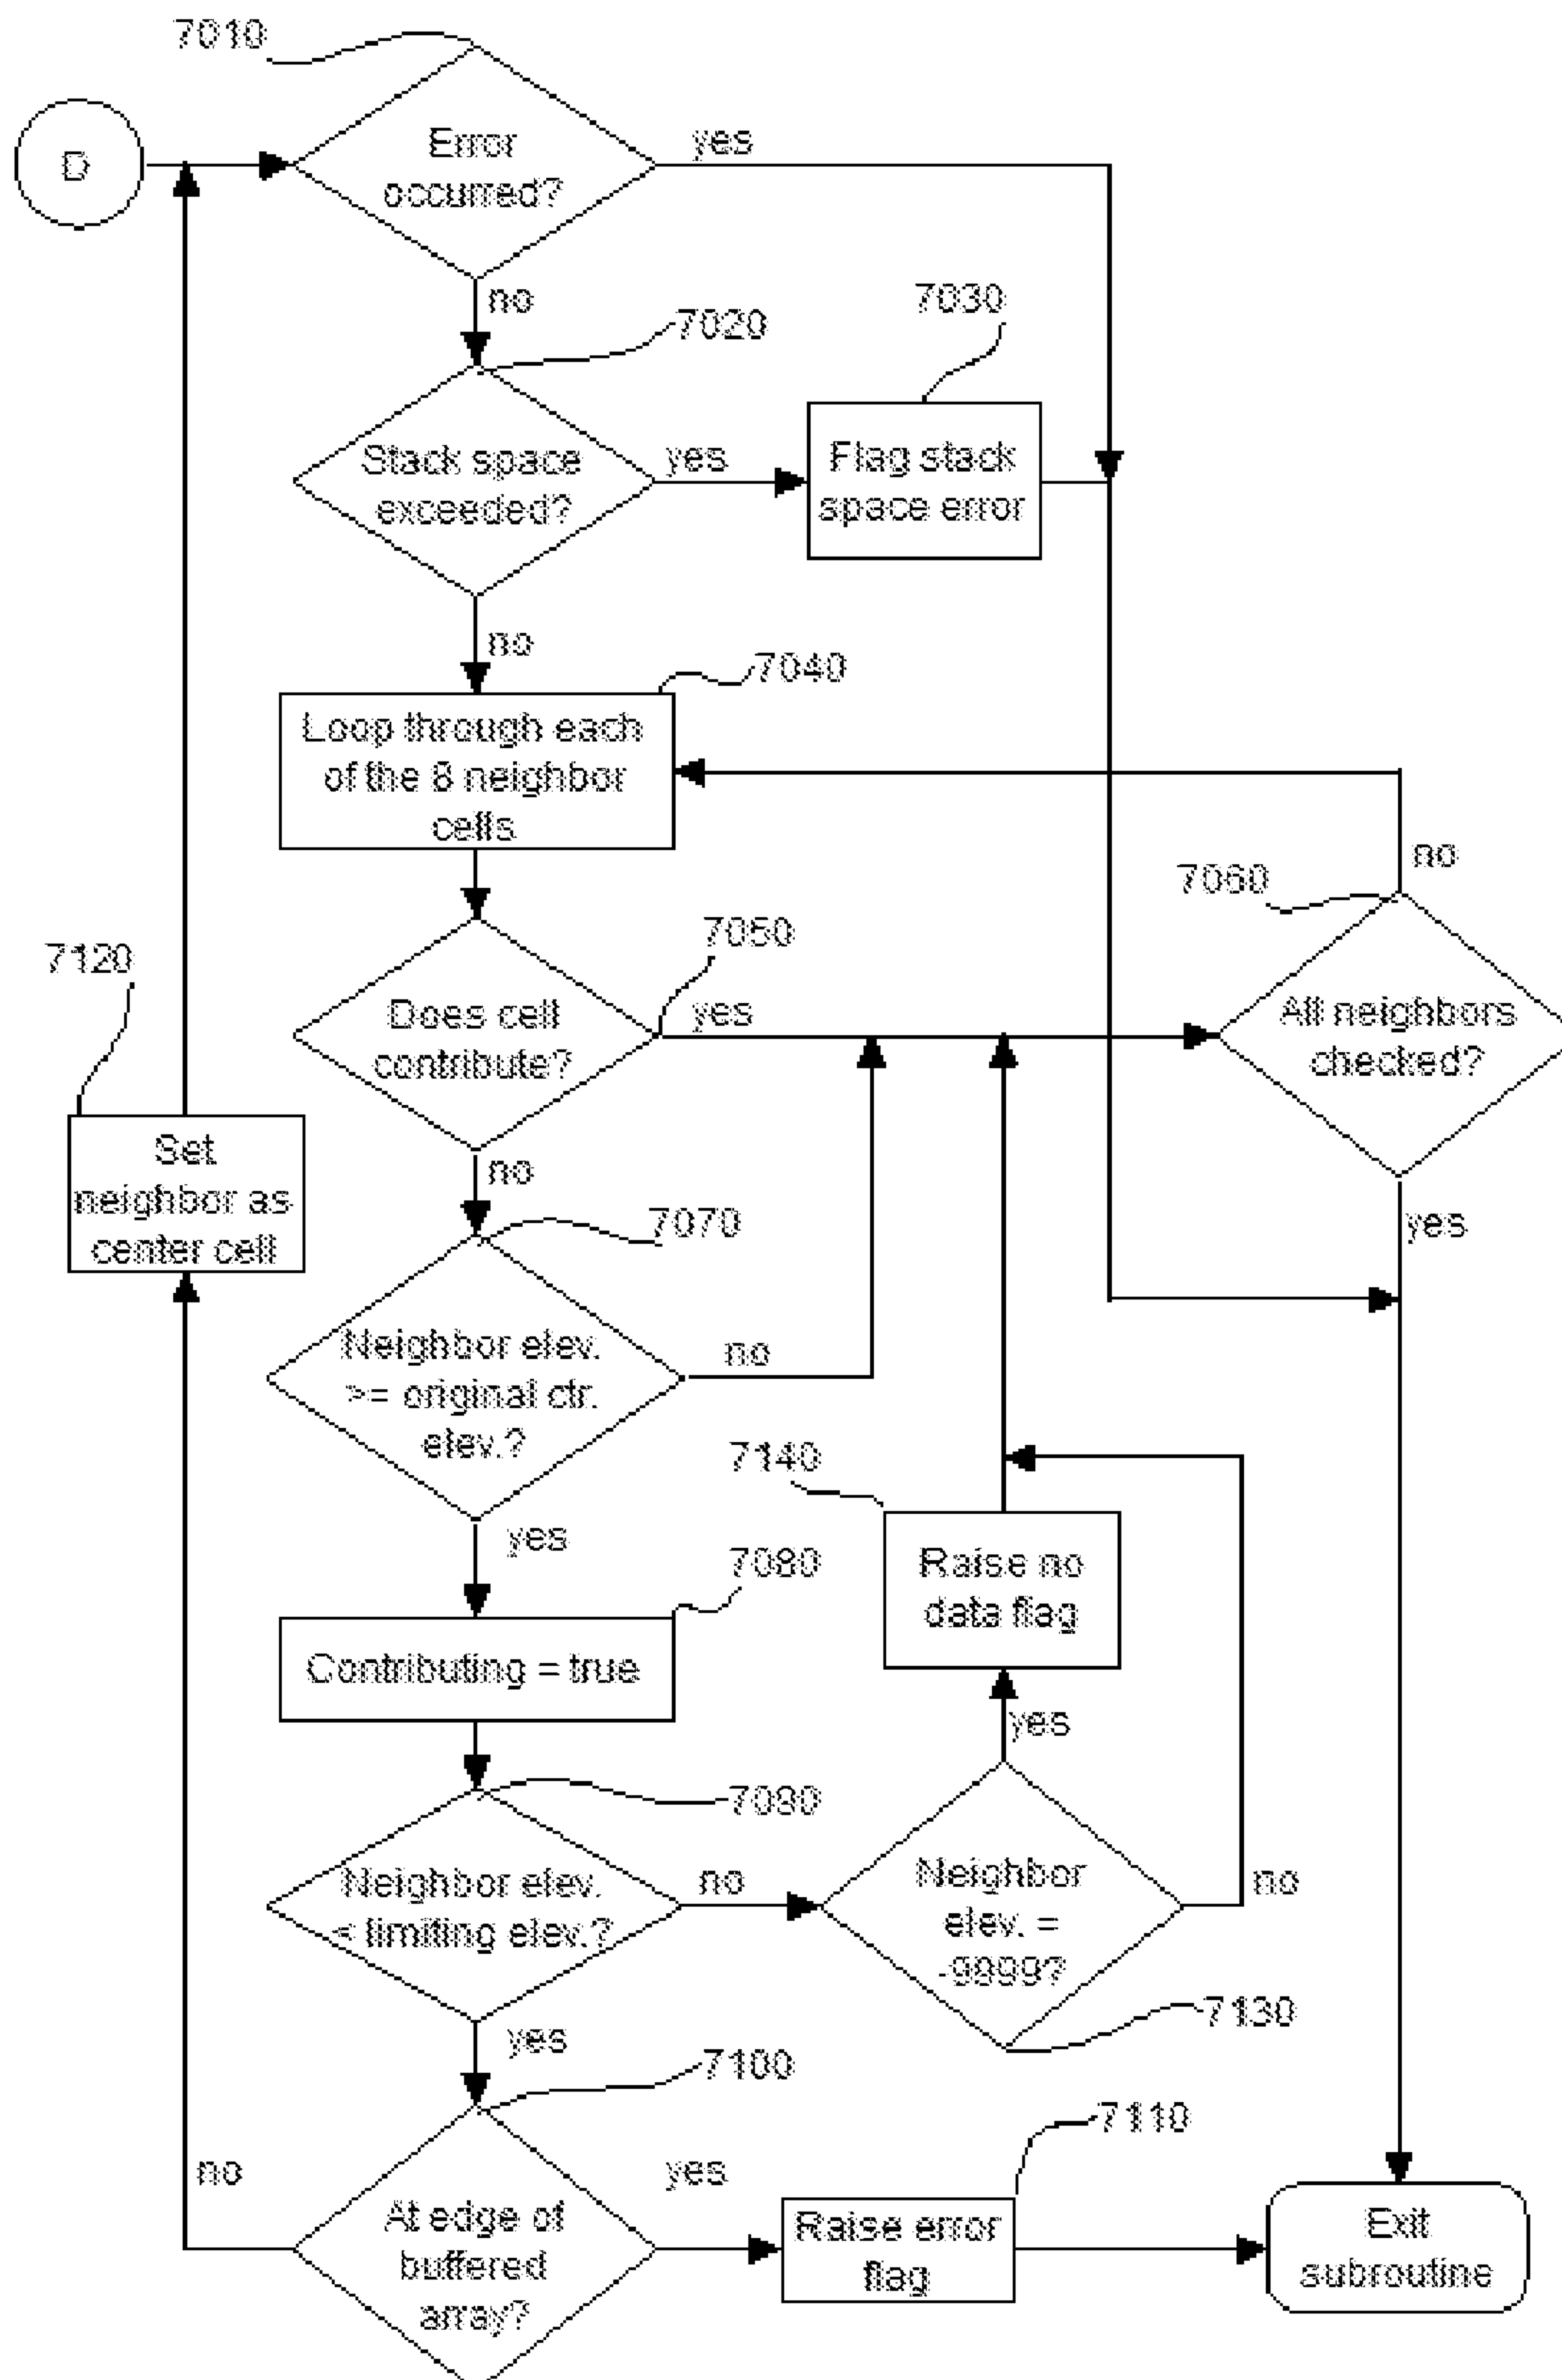 7010
D
Error
occurred?
yes
no
7020
7030
Stack space
exceeded?
yes
Flag stack
space error
no
7040
Loop through each
of the 8 neighbor
cells
no
7060
7120
7050
Does cell
contribute?
yes
All neighbors
checked?
Set
neighbor as
center cell
no
yes
7070
Neighbor elev.
>= original ctr.
elev.?
no
7140
yes
Raise no
data flag
7080
Contributing = true
yes
7090
Neighbor elev.
< limiting elev.?
no
Neighbor
elev. =
-9999?
no
7130
yes
7100
7110
no
At edge of
buffered
array?
yes
Raise error
flag
Exit
subroutine